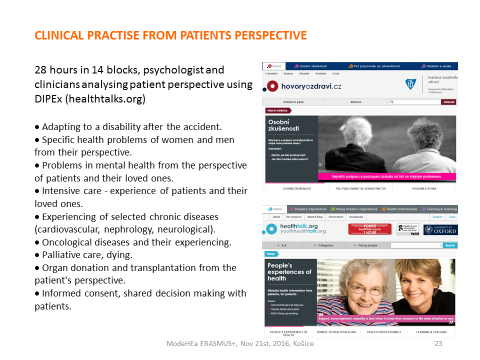 CLINICAL PRACTISE FROM PATIENTS PERSPECTIVE
28 hours in 14 blocks, psychologist and
clinicians analysing patient perspective using
DIPEx (healthtalks.org)
● Adapting to a disability after the accident.
● Specific health problems of women and men
from their perspective.
● Problems in mental health from the perspective
of patients and their loved ones.
● Intensive care - experience of patients and their
loved ones.
● Experiencing of selected chronic diseases
(cardiovascular, nephrology, neurological).
● Oncological diseases and their experiencing.
● Palliative care, dying.
● Organ donation and transplantation from the
patient's perspective.
● Informed consent, shared decision making with
patients.
hovoryozdravi.cz
Osobní
zkušenosti
healthtalk.org
youthhealthtalk.org
UNIVERSITY OF
OXFORD
People's
experiences of
health
ModeHEa ERASMUS+, Nov 21st, 2016, Košice
23